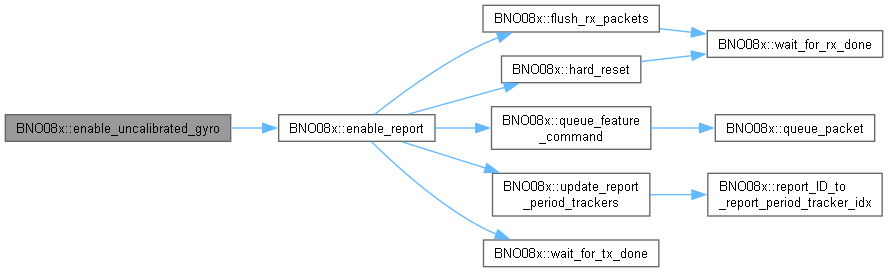 BNO08x::enable_uncalibrated_gyro
BNO08x::enable_report
BNO08x::flush_rx_packets
BNO08x::hard_reset
BNO08x::queue_feature
_command
BNO08x::update_report
_period_trackers
BNO08x::wait_for_tx_done
BNO08x::wait_for_rx_done
BNO08x::queue_packet
BNO08x::report_ID_to
_report_period_tracker_idx